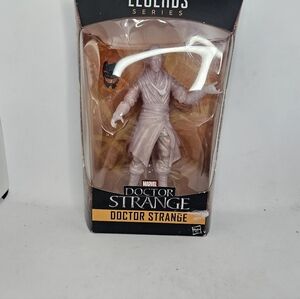 LEGENDS
SERIES
MARVEL
DOCTOR
STRANGE
DOCTOR STRANGE
Hasbro